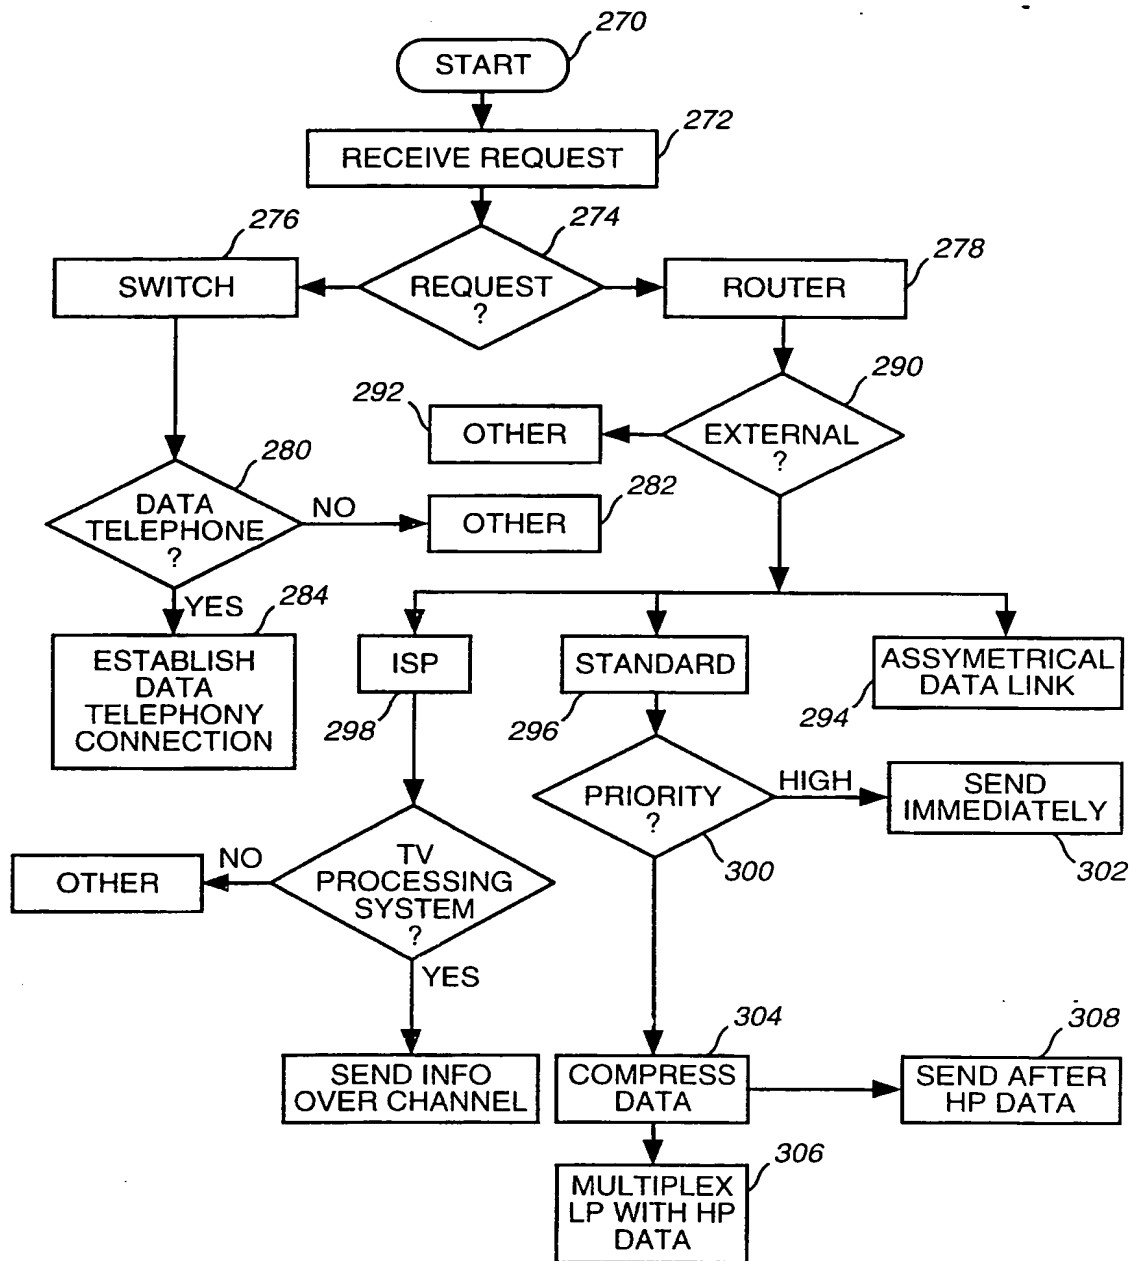 270
START
272
RECEIVE REQUEST
276
274
278
SWITCH
REQUEST
?
ROUTER
290
292
OTHER
EXTERNAL
?
280
282
DATA
TELEPHONE
?
NO
OTHER
YES
284
ESTABLISH
DATA
TELEPHONY
CONNECTION
ISP
298
STANDARD
296
ASSYMETRICAL
DATA LINK
294
PRIORITY
?
300
HIGH
SEND
IMMEDIATELY
302
TV
PROCESSING
SYSTEM
?
NO
OTHER
YES
SEND INFO
OVER CHANNEL
304
COMPRESS
DATA
308
SEND AFTER
HP DATA
306
MULTIPLEX
LP WITH HP
DATA